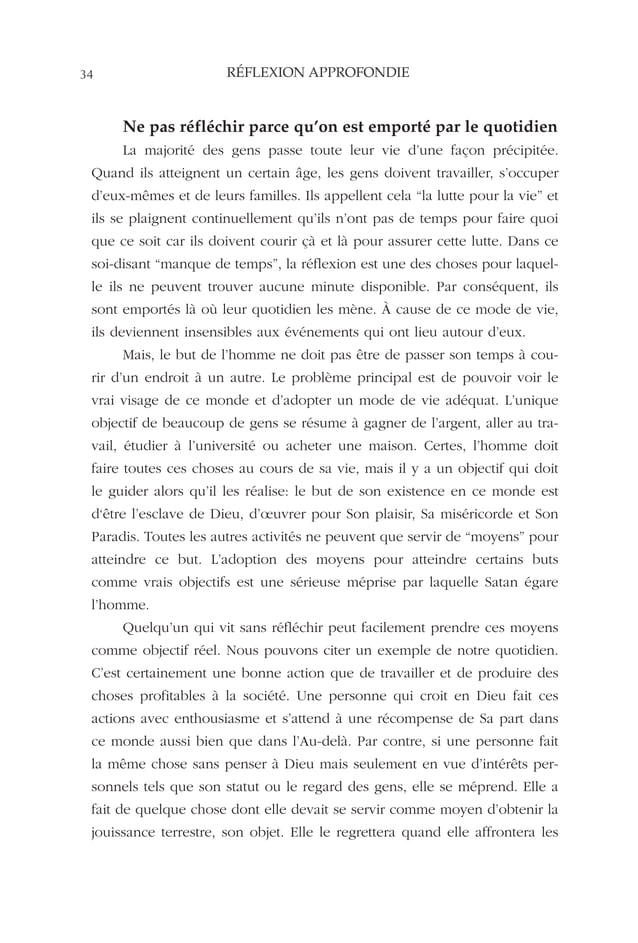 34
RÉFLEXION APPROFONDIE
Ne pas réfléchir parce qu’on est emporté par le quotidien
La majorité des gens passe toute leur vie d’une façon précipitée.
Quand ils atteignent un certain âge, les gens doivent travailler, s’occuper
d’eux-mêmes et de leurs familles. Ils appellent cela “la lutte pour la vie” et
ils se plaignent continuellement qu’ils n’ont pas de temps pour faire quoi
que ce soit car ils doivent courir çà et là pour assurer cette lutte. Dans ce
soi-disant “manque de temps”, la réflexion est une des choses pour laquel-
le ils ne peuvent trouver aucune minute disponible. Par conséquent, ils
sont emportés là où leur quotidien les mène. À cause de ce mode de vie,
ils deviennent insensibles aux événements qui ont lieu autour d’eux.
Mais, le but de l’homme ne doit pas être de passer son temps à cou-
rir d’un endroit à un autre. Le problème principal est de pouvoir voir le
vrai visage de ce monde et d’adopter un mode de vie adéquat. L’unique
objectif de beaucoup de gens se résume à gagner de l’argent, aller au tra-
vail, étudier à l’université ou acheter une maison. Certes, l’homme doit
faire toutes ces choses au cours de sa vie, mais il y a un objectif qui doit
le guider alors qu’il les réalise: le but de son existence en ce monde est
d‘être l’esclave de Dieu, d’œuvrer pour Son plaisir, Sa miséricorde et Son
Paradis. Toutes les autres activités ne peuvent que servir de “moyens” pour
atteindre ce but. L’adoption des moyens pour atteindre certains buts
comme vrais objectifs est une sérieuse méprise par laquelle Satan égare
l’homme.
Quelqu’un qui vit sans réfléchir peut facilement prendre ces moyens
comme objectif réel. Nous pouvons citer un exemple de notre quotidien.
C’est certainement une bonne action que de travailler et de produire des
choses profitables à la société. Une personne qui croit en Dieu fait ces
actions avec enthousiasme et s’attend à une récompense de Sa part dans
ce monde aussi bien que dans l’Au-delà. Par contre, si une personne fait
la même chose sans penser à Dieu mais seulement en vue d’intérêts per-
sonnels tels que son statut ou le regard des gens, elle se méprend. Elle a
fait de quelque chose dont elle devait se servir comme moyen d’obtenir la
jouissance terrestre, son objet. Elle le regrettera quand elle affrontera les